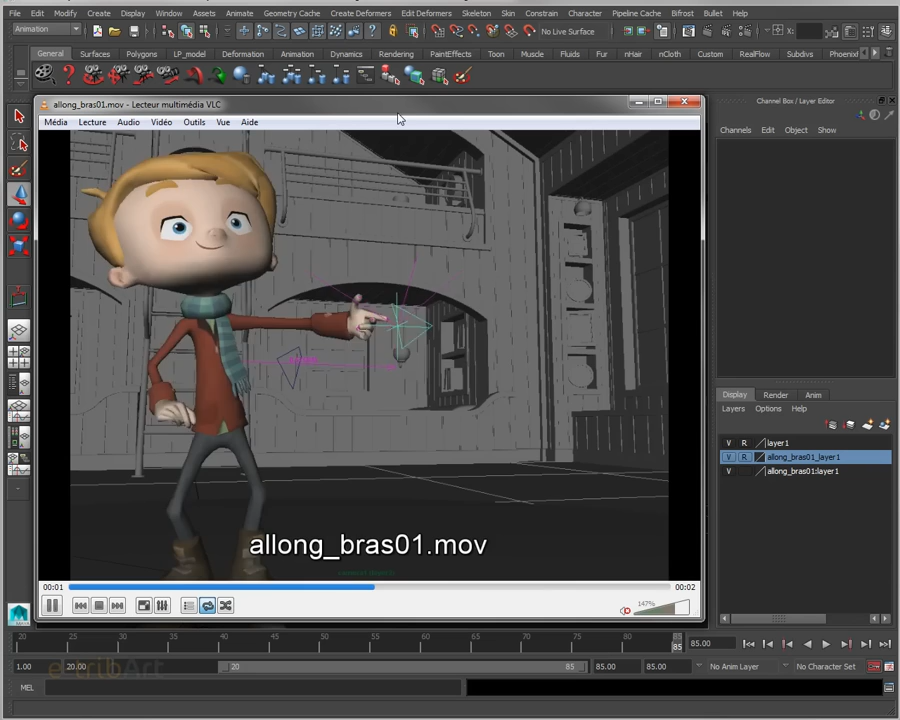 File Edit Modify Create Display Window Assets Animate Geometry Cache Create Deformers Edit Deformers Skeleton Skin Constrain Character Pipeline Cache Bifrost Bullet Help
Animation No Live Surface X:
General Surfaces Polygons LP_model Deformation Animation Dynamics Rendering PaintEffects Toon Muscle Fluids Fur nHair nCloth Custom RealFlow Subdivs Phoenixf
allong_bras01.mov - Lecteur multimédia VLC
Média Lecture Audio Vidéo Outils Vue Aide
Channel Box / Layer Editor
Channels Edit Object Show
allong_bras01.mov
Display Render Anim
Layers Options Help
V R layer1
V R allong_bras01_layer1
V allong_bras01:layer1
00:01 00:02
147%
20 25 30 35 40 45 50 55 60 65 70 75 80 85
85 85.00
1.00 20.00 20 85 85.00 85.00 No Anim Layer No Character Set
e-tribArt
MEL